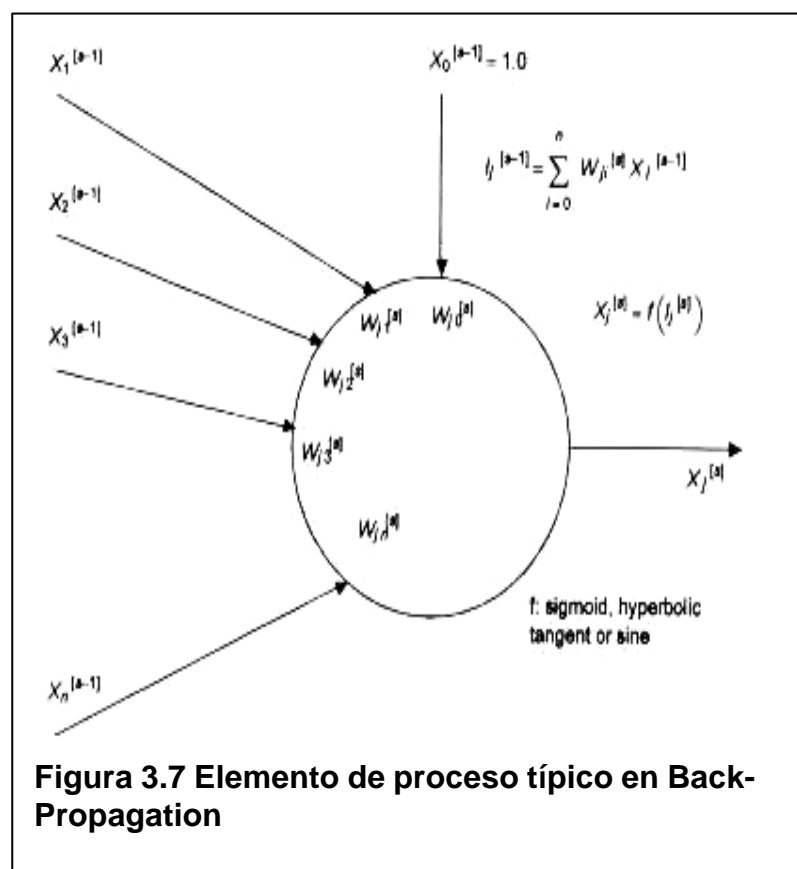 X₁[s–1]
X₀[s–1] = 1.0
Iⱼ[s–1] = ∑ᵢ₌₀ⁿ Wⱼᵢ[s] Xᵢ[s–1]
X₂[s–1]
X₃[s–1]
Wⱼ₁[s] Wⱼ₀[s]
Xⱼ[s] = f(Iⱼ[s])
Wⱼ₂[s]
Wⱼ₃[s]
Xⱼ[s]
Wⱼₙ[s]
f: sigmoid, hyperbolic
tangent or sine
Xₙ[s–1]
Figura 3.7 Elemento de proceso típico en Back-
Propagation